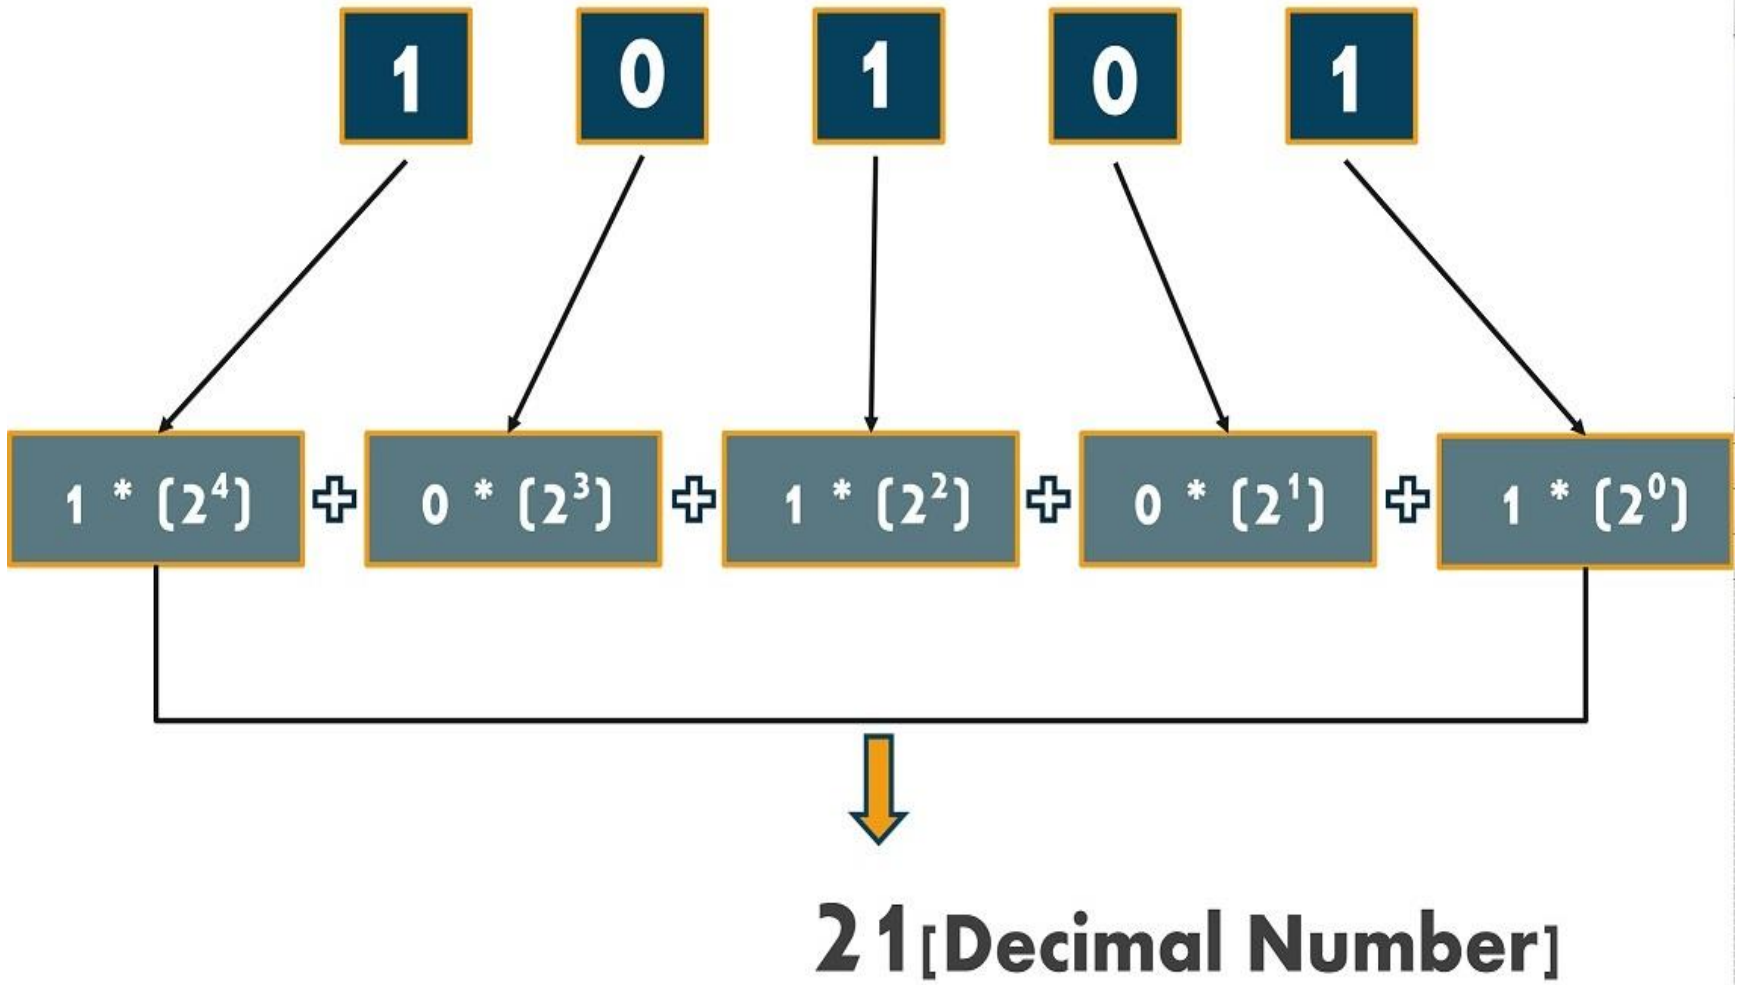 1 0 1 0 1
1 * (2⁴) + 0 * (2³) + 1 * (2²) + 0 * (2¹) + 1 * (2⁰)
21[Decimal Number]